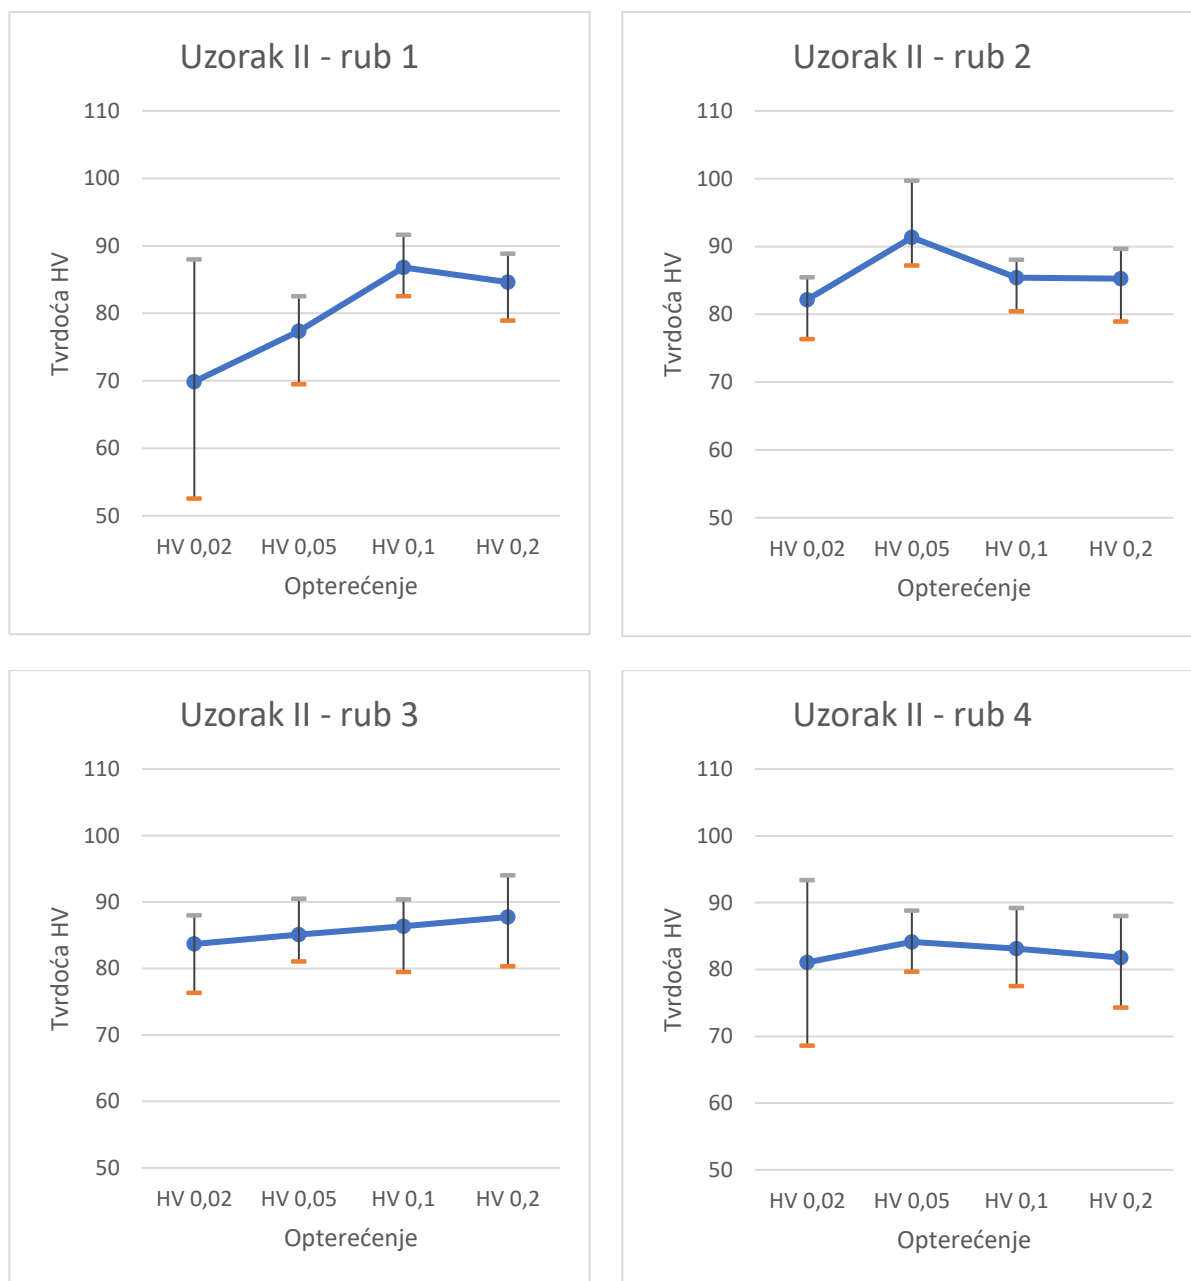 Uzorak II - rub 1
110
100
90
80
70
60
50
Tvrdoća HV
HV 0,02 HV 0,05 HV 0,1 HV 0,2
Opterećenje
Uzorak II - rub 2
110
100
90
80
70
60
50
Tvrdoća HV
HV 0,02 HV 0,05 HV 0,1 HV 0,2
Opterećenje
Uzorak II - rub 3
110
100
90
80
70
60
50
Tvrdoća HV
HV 0,02 HV 0,05 HV 0,1 HV 0,2
Opterećenje
Uzorak II - rub 4
110
100
90
80
70
60
50
Tvrdoća HV
HV 0,02 HV 0,05 HV 0,1 HV 0,2
Opterećenje